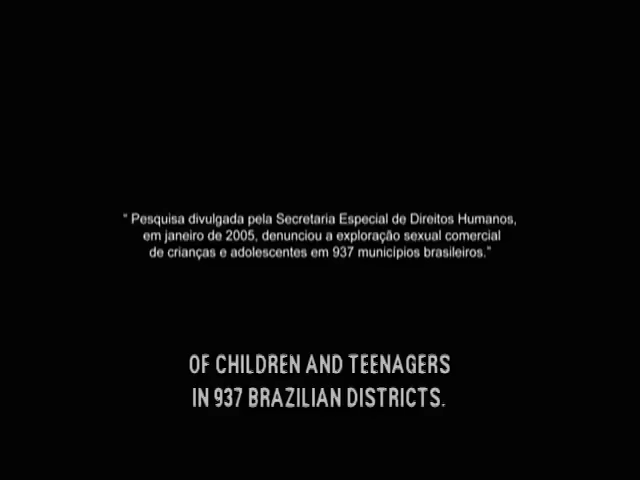 “ Pesquisa divulgada pela Secretaria Especial de Direitos Humanos,
em janeiro de 2005, denunciou a exploração sexual comercial
de crianças e adolescentes em 937 municípios brasileiros.”
OF CHILDREN AND TEENAGERS
IN 937 BRAZILIAN DISTRICTS.